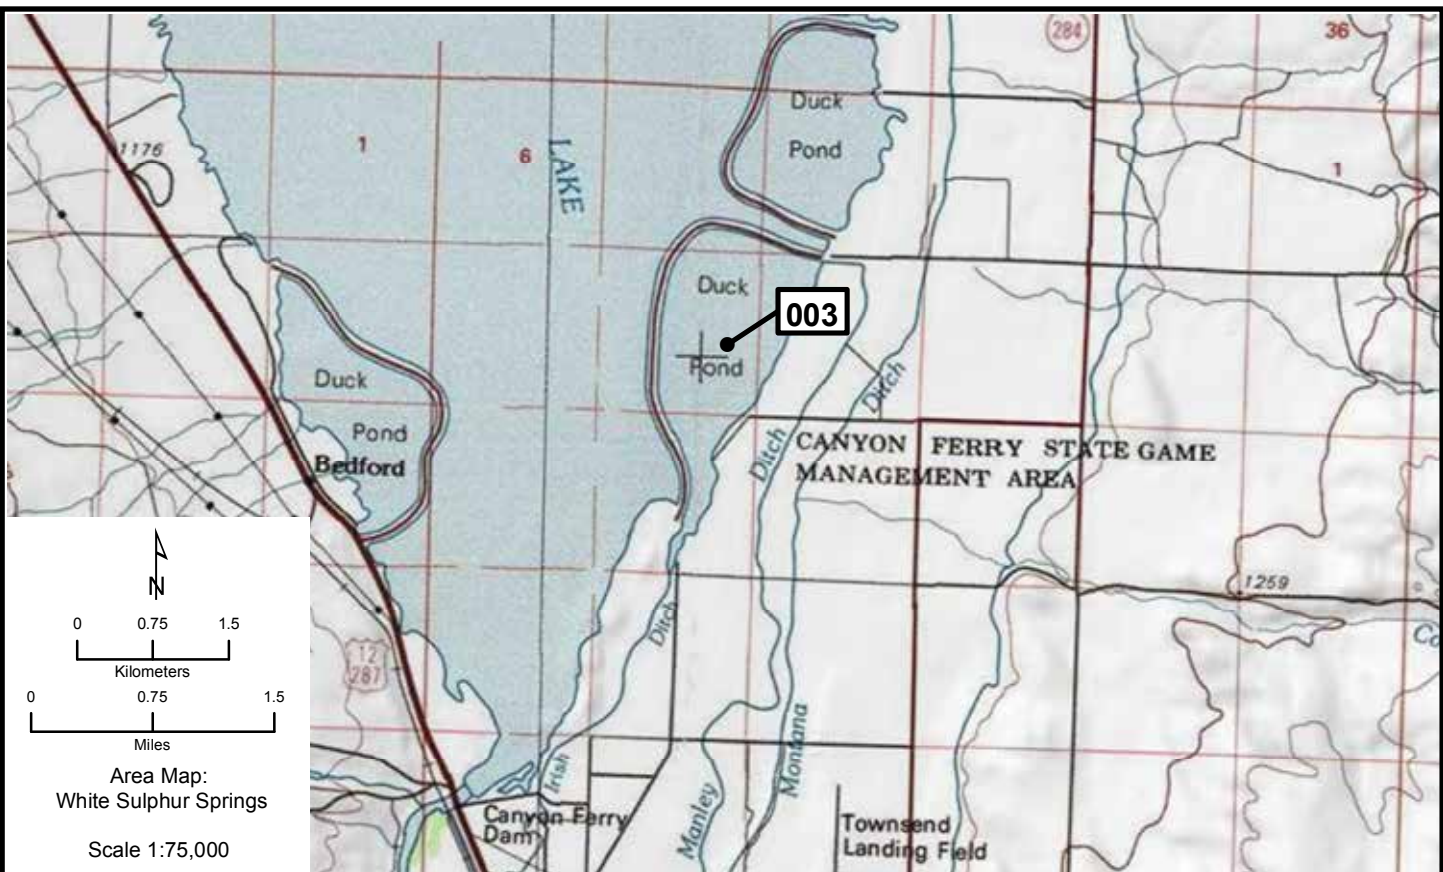 284
36
Duck
Pond
1176
1
6
LAKE
1
Duck
003
Pond
Duck
Pond
Bedford
Ditch
Ditch
CANYON FERRY STATE GAME
MANAGEMENT AREA
N
0 0.75 1.5
Kilometers
0 0.75 1.5
Miles
Area Map:
White Sulphur Springs
Scale 1:75,000
12
287
Ditch
1259
Irish
Manley
Montana
Canyon Ferry
Dam
Townsend
Landing Field